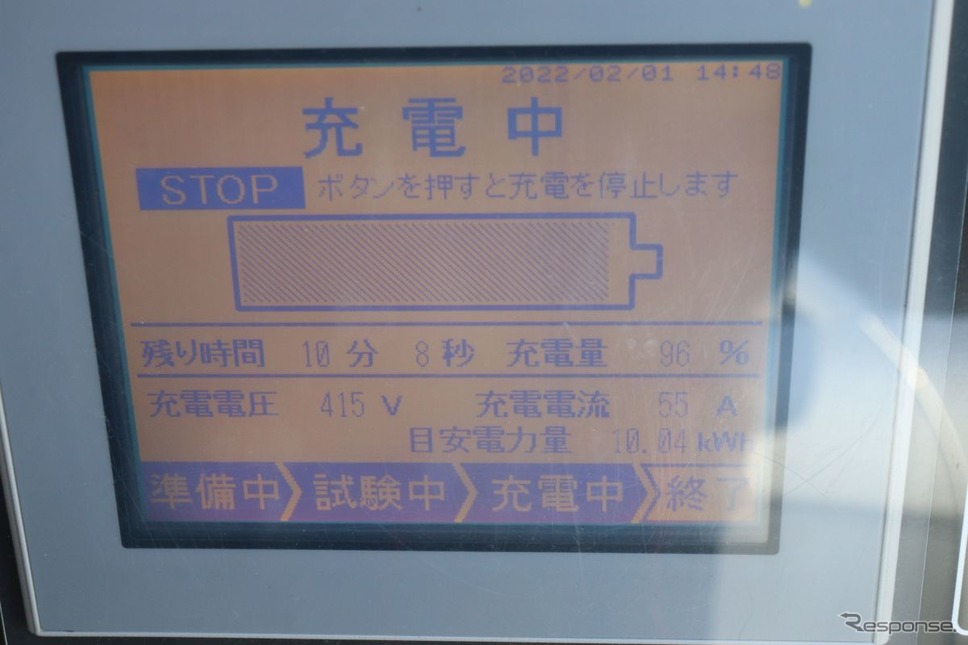 2022/02/01 14:48
充電中
STOP ボタンを押すと充電を停止します
残り時間 10分 8秒 充電量 96 %
充電電圧 415 V 充電電流 55 A
目安電力量 10.04 kWh
準備中 試験中 充電中 終了
Response.